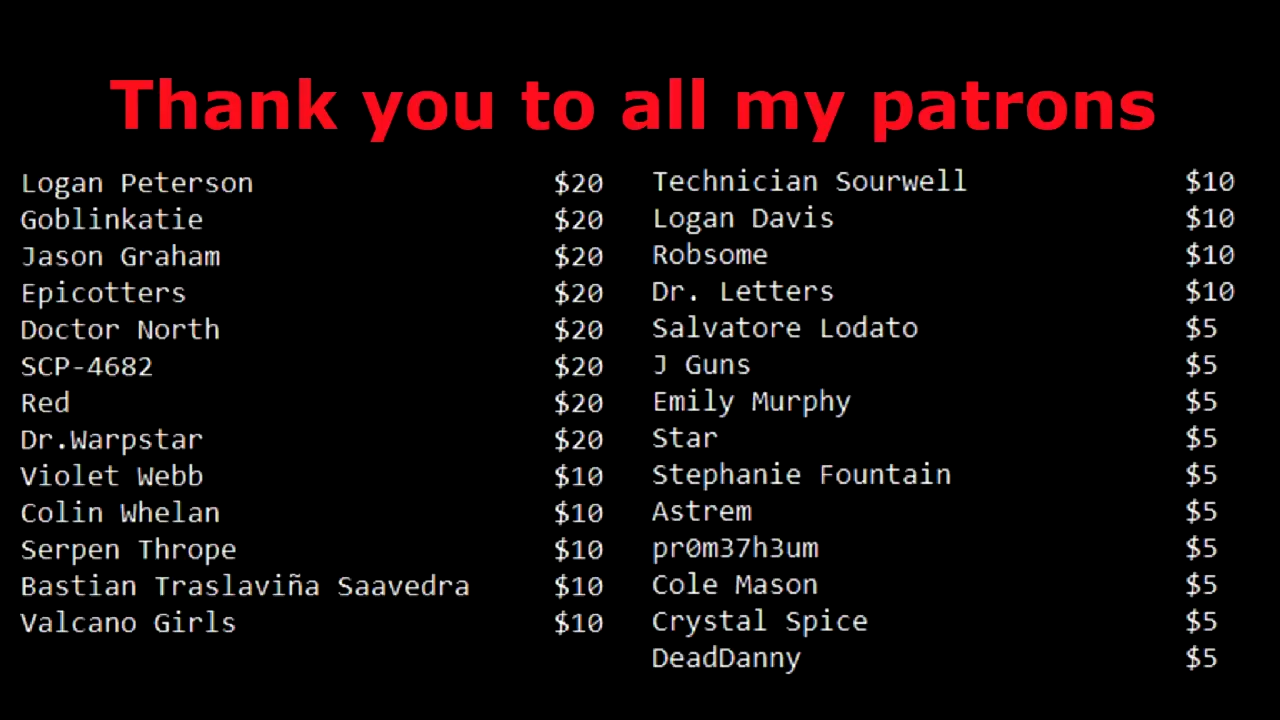 Thank you to all my patrons
Logan Peterson $20
Goblinkatie $20
Jason Graham $20
Epicotters $20
Doctor North $20
SCP-4682 $20
Red $20
Dr.Warpstar $20
Violet Webb $10
Colin Whelan $10
Serpen Thrope $10
Bastian Traslaviña Saavedra $10
Valcano Girls $10
Technician Sourwell $10
Logan Davis $10
Robsome $10
Dr. Letters $10
Salvatore Lodato $5
J Guns $5
Emily Murphy $5
Star $5
Stephanie Fountain $5
Astrem $5
pr0m37h3um $5
Cole Mason $5
Crystal Spice $5
DeadDanny $5